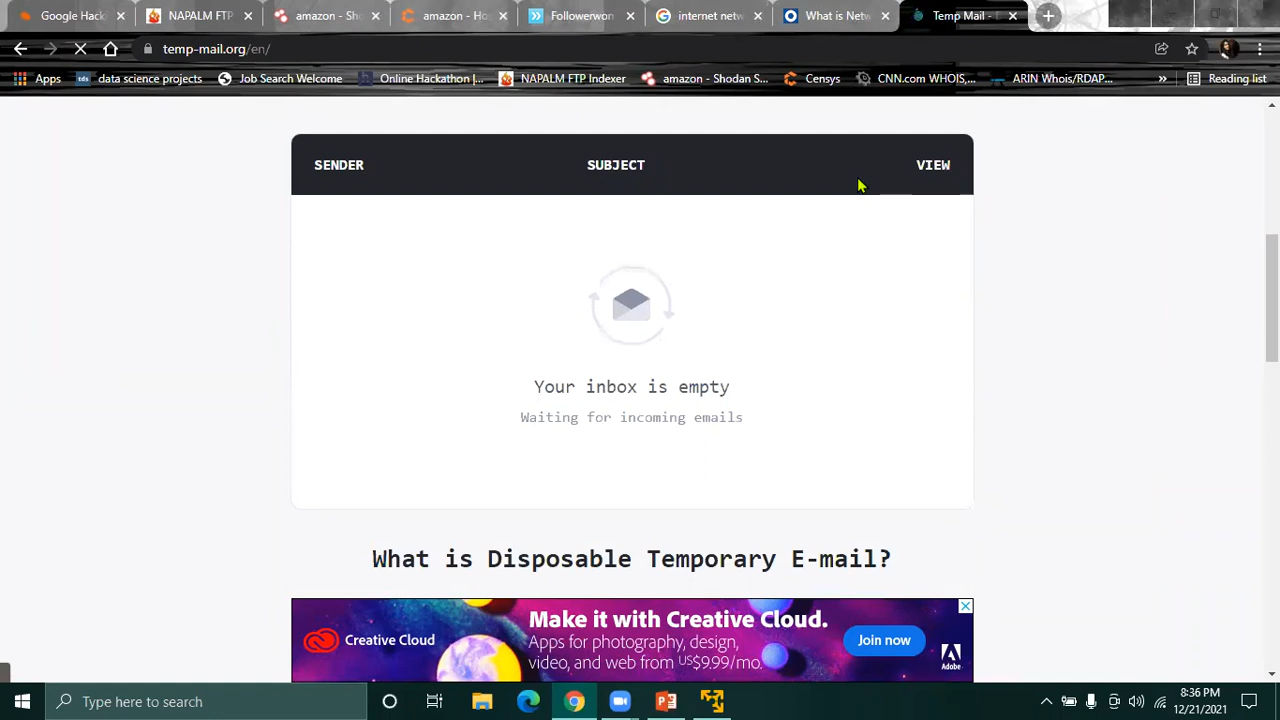 Google Hack
NAPALM FTP
amazon - Sho
amazon - Ho
Followerwon
internet netw
What is Netw
Temp Mail - D
temp-mail.org/en/
Apps
tds
data science projects
Job Search Welcome
Online Hackathon |...
NAPALM FTP Indexer
amazon - Shodan S...
Censys
CNN.com WHOIS,...
ARIN Whois/RDAP...
»
Reading list
SENDER
SUBJECT
VIEW
Your inbox is empty
Waiting for incoming emails
What is Disposable Temporary E-mail?
Creative Cloud
Make it with Creative Cloud.
Apps for photography, design,
video, and web from US$9.99/mo.
Join now
Adobe
Type here to search
8:36 PM
12/21/2021